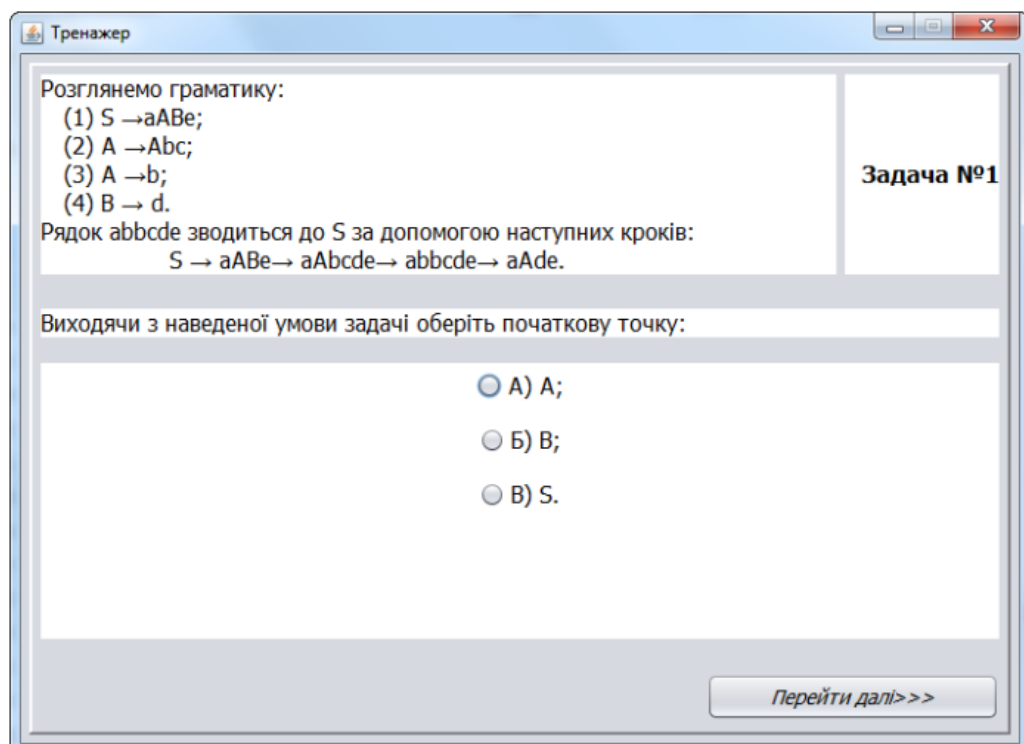 Тренажер
Розглянемо граматику:
(1) S →aABe;
(2) A →Abc;
(3) A →b;
(4) B → d.
Рядок abbcde зводиться до S за допомогою наступних кроків:
S → aABe→ aAbcde→ abbcde→ aAde.
Задача №1
Виходячи з наведеної умови задачі оберіть початкову точку:
А) A;
Б) B;
В) S.
Перейти далі>>>